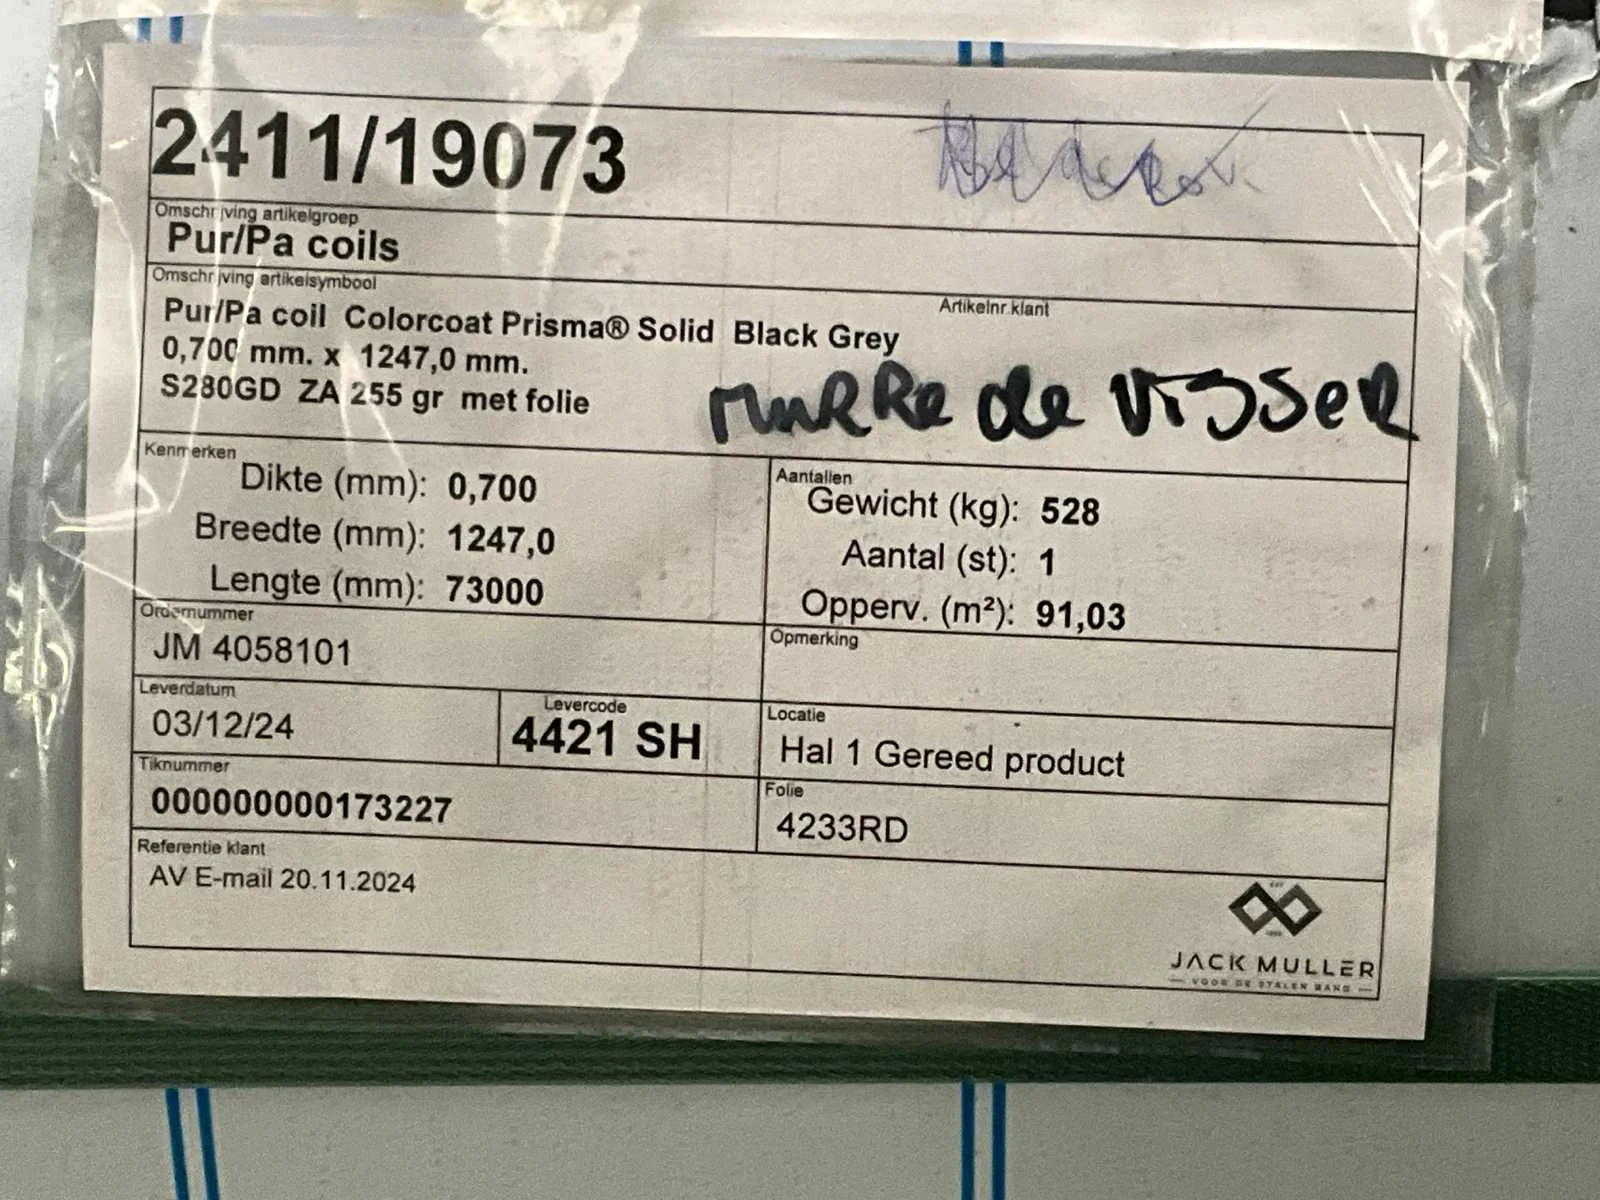 2411/19073
Omschrijving artikelgroep
Pur/Pa coils
Omschrijving artikelsymbool
Artikelnr.klant
Pur/Pa coil Colorcoat Prisma® Solid Black Grey
0,700 mm. x 1247,0 mm.
S280GD ZA 255 gr met folie
de VISSER
Kenmerken
Dikte (mm): 0,700
Breedte (mm): 1247,0
Lengte (mm): 73000
Aantallen
Gewicht (kg): 528
Aantal (st): 1
Opperv. (m²): 91,03
Ordernummer
JM 4058101
Opmerking
Leverdatum
03/12/24
Levercode
4421 SH
Locatie
Hal 1 Gereed product
Tiknummer
000000000173227
Folie
4233RD
Referentie klant
AV E-mail 20.11.2024
JACK MULLER
VOOR DE STALEN BAND